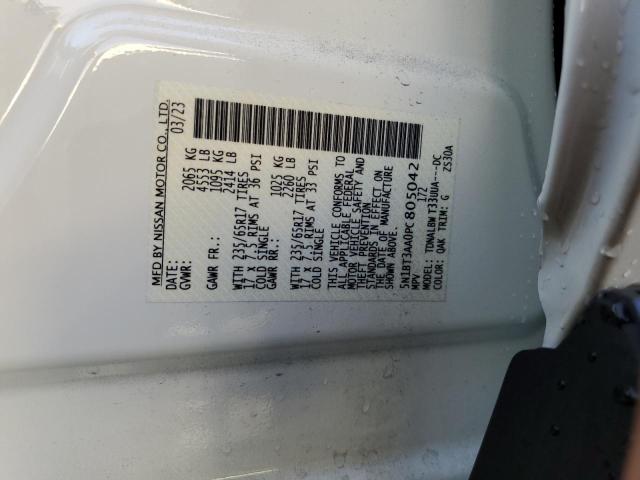 MFD BY NISSAN MOTOR CO., LTD.
DATE: 03/23
GVWR: 2065 KG
4553 LB
GAWR FR.: 1095 KG
2414 LB
WITH 235/65R17 TIRES
17 X 7.5 RIMS AT 36 PSI
COLD SINGLE
GAWR RR.: 1025 KG
2260 LB
WITH 235/65R17 TIRES
17 X 7.5 RIMS AT 33 PSI
COLD SINGLE
THIS VEHICLE CONFORMS TO
ALL APPLICABLE FEDERAL
MOTOR VEHICLE SAFETY AND
THEFT PREVENTION
STANDARDS IN EFFECT ON
THE DATE OF MANUFACTURE
SHOWN ABOVE.
5N1BT3AA0PC805042
MPV 172
MODEL: TDNALBW T33UUA---DC
COLOR: QAK TRIM: G ZS30A